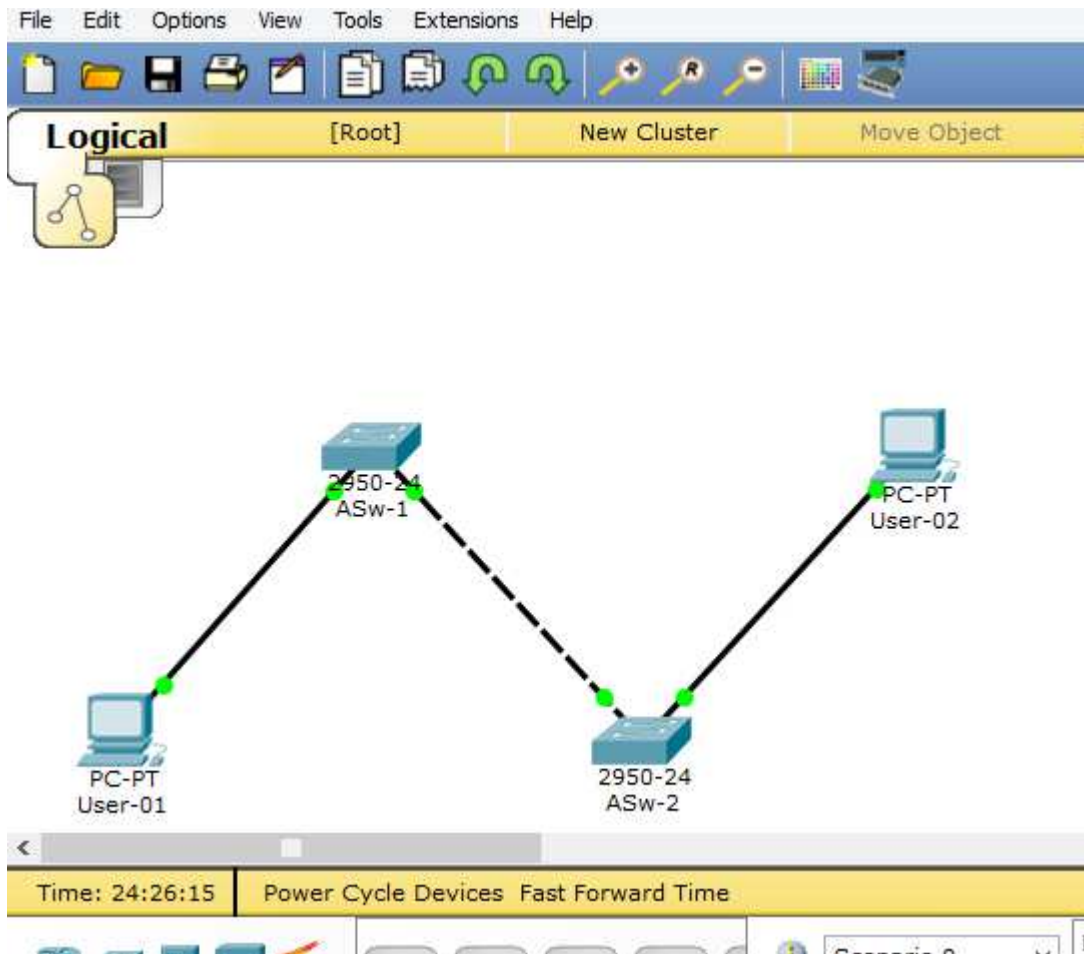 File Edit Options View Tools Extensions Help
R
Logical [Root] New Cluster Move Object
2950-24
ASw-1
PC-PT
User-02
PC-PT
User-01
2950-24
ASw-2
Time: 24:26:15 Power Cycle Devices Fast Forward Time
Scenario 0